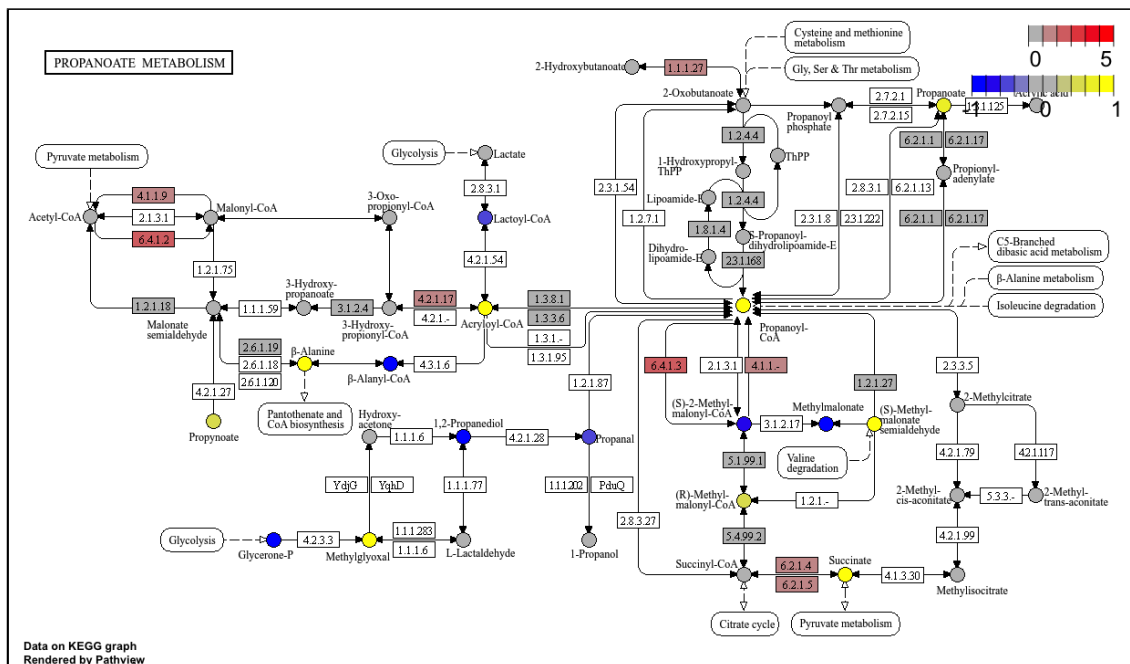 PROPANOATE METABOLISM
Cysteine and methionine
metabolism
Gly, Ser & Thr metabolism
0
5
-1
0
1
2-Hydroxybutanoate
1.1.1.27
2-Oxobutanoate
2.7.2.1
2.7.2.15
Propanoyl
phosphate
Propanoate
Acrylic acid
1.2.4.4
ThPP
1-Hydroxypropyl-
ThPP
6.2.1.1
6.2.1.17
Propionyl-
adenylate
Pyruvate metabolism
Glycolysis
Lactate
2.8.3.1
Lactoyl-CoA
4.2.1.54
4.1.1.9
2.1.3.1
6.4.1.2
Acetyl-CoA
Malonyl-CoA
3-Oxo-
propionyl-CoA
2.3.1.54
1.2.7.1
1.2.4.4
1.8.1.4
Dihydro-
lipoamide-E
S-Propanoyl-
dihydrolipoamide-E
2.3.1.168
2.3.1.8
2.3.1.222
2.8.3.1
6.2.1.13
6.2.1.1
6.2.1.17
C5-Branched
dibasic acid metabolism
β-Alanine metabolism
Isoleucine degradation
1.2.1.75
1.2.1.18
Malonate
semialdehyde
1.1.1.59
3-Hydroxy-
propanoate
3.1.2.4
3-Hydroxy-
propionyl-CoA
4.2.1.17
4.2.1.-
Acryloyl-CoA
1.3.8.1
1.3.3.6
1.3.1.-
1.3.1.95
Propanoyl-
CoA
2.6.1.19
2.6.1.18
2.6.1.120
β-Alanine
β-Alanyl-CoA
4.3.1.6
1.2.1.87
6.4.1.3
2.1.3.1
4.1.1.-
1.2.1.27
2.3.3.5
4.2.1.27
Propynoate
Pantothenate and
CoA biosynthesis
Hydroxy-
acetone
1.1.1.6
1,2-Propanediol
4.2.1.28
Propanal
(S)-2-Methyl-
malonyl-CoA
3.1.2.17
Methylmalonate
(S)-Methyl-
malonate
semialdehyde
2-Methylcitrate
Valine
degradation
5.1.99.1
4.2.1.79
4.2.1.117
YdjG
YqhD
1.1.1.77
1.1.1.202
PduQ
(R)-Methyl-
malonyl-CoA
1.2.1.-
2-Methyl-
cis-aconitate
5.3.3.-
2-Methyl-
trans-aconitate
Glycolysis
Glycerone-P
4.2.3.3
Methylglyoxal
1.1.1.283
1.1.1.6
L-Lactaldehyde
1-Propanol
2.8.3.27
5.4.99.2
4.2.1.99
Succinyl-CoA
6.2.1.4
6.2.1.5
Succinate
4.1.3.30
Methylisocitrate
Citrate cycle
Pyruvate metabolism
Data on KEGG graph
Rendered by Pathview